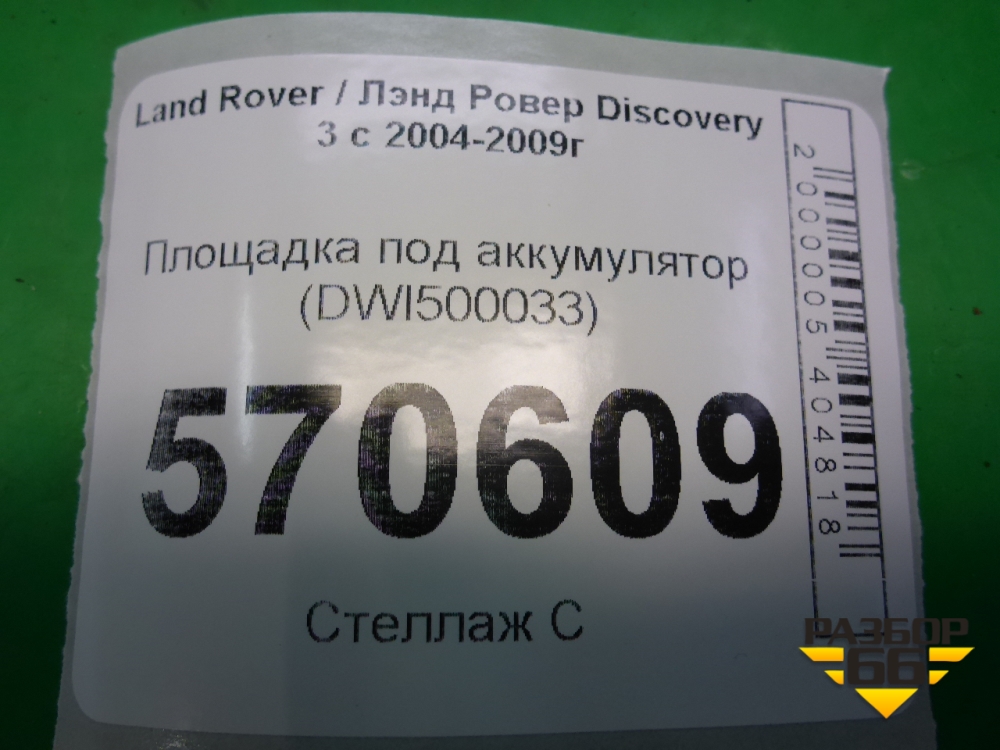 Land Rover / Лэнд Ровер Discovery
3 с 2004-2009г
Площадка под аккумулятор
(DWI500033)
570609
Стеллаж С
2000005404818
РАЗБОР
66